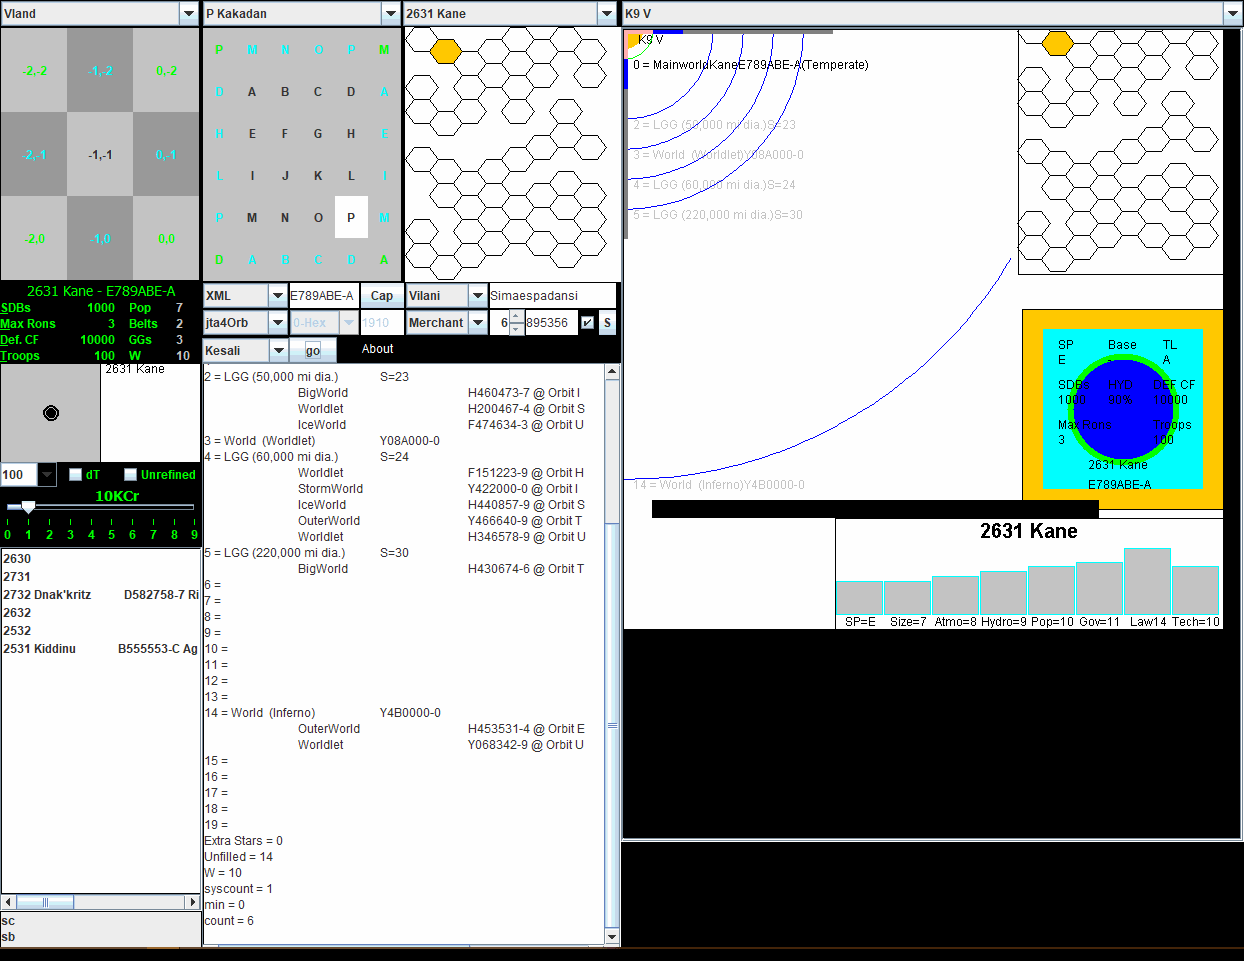 Vland
P Kakadan
2631 Kane
K9 V
-2,-2 -1,-2 0,-2
-2,-1 -1,-1 0,-1
-2,0 -1,0 0,0
P M N O P M
D A B C D A
H E F G H E
L I J K L I
P M N O P M
D A B C D A
K9 V
0 = MainworldKaneE789ABE-A(Temperate)
2 = LGG (50,000 mi dia.)S=23
3 = World (Worldlet)Y08A000-0
4 = LGG (60,000 mi dia.)S=24
5 = LGG (220,000 mi dia.)S=30
14 = World (Inferno)Y4B0000-0
2631 Kane - E789ABE-A
SDBs 1000 Pop 7
Max Rons 3 Belts 2
Def. CF 10000 GGs 3
Troops 100 W 10
2631 Kane
XML E789ABE-A Cap Vilani Simaespadansi
jta4Orb 0-Hex 1910 Merchant 6 895356 S
Kesali go About
100 dT Unrefined
10KCr
0 1 2 3 4 5 6 7 8 9
2630
2731
2732 Dnak'kritz D582758-7 Ri
2632
2532
2531 Kiddinu B555553-C Ag
sc
sb
2 = LGG (50,000 mi dia.) S=23
BigWorld H460473-7 @ Orbit I
Worldlet H200467-4 @ Orbit S
IceWorld F474634-3 @ Orbit U
3 = World (Worldlet) Y08A000-0
4 = LGG (60,000 mi dia.) S=24
Worldlet F151223-9 @ Orbit H
StormWorld Y422000-0 @ Orbit I
IceWorld H440857-9 @ Orbit S
OuterWorld Y466640-9 @ Orbit T
Worldlet H346578-9 @ Orbit U
5 = LGG (220,000 mi dia.) S=30
BigWorld H430674-6 @ Orbit T
6 =
7 =
8 =
9 =
10 =
11 =
12 =
13 =
14 = World (Inferno) Y4B0000-0
OuterWorld H453531-4 @ Orbit E
Worldlet Y068342-9 @ Orbit U
15 =
16 =
17 =
18 =
19 =
Extra Stars = 0
Unfilled = 14
W = 10
syscount = 1
min = 0
count = 6
SP Base TL
E - A
SDBs HYD DEF CF
1000 90% 10000
Max Rons Troops
3 100
2631 Kane
E789ABE-A
2631 Kane
SP=E Size=7 Atmo=8 Hydro=9 Pop=10 Gov=11 Law14 Tech=10